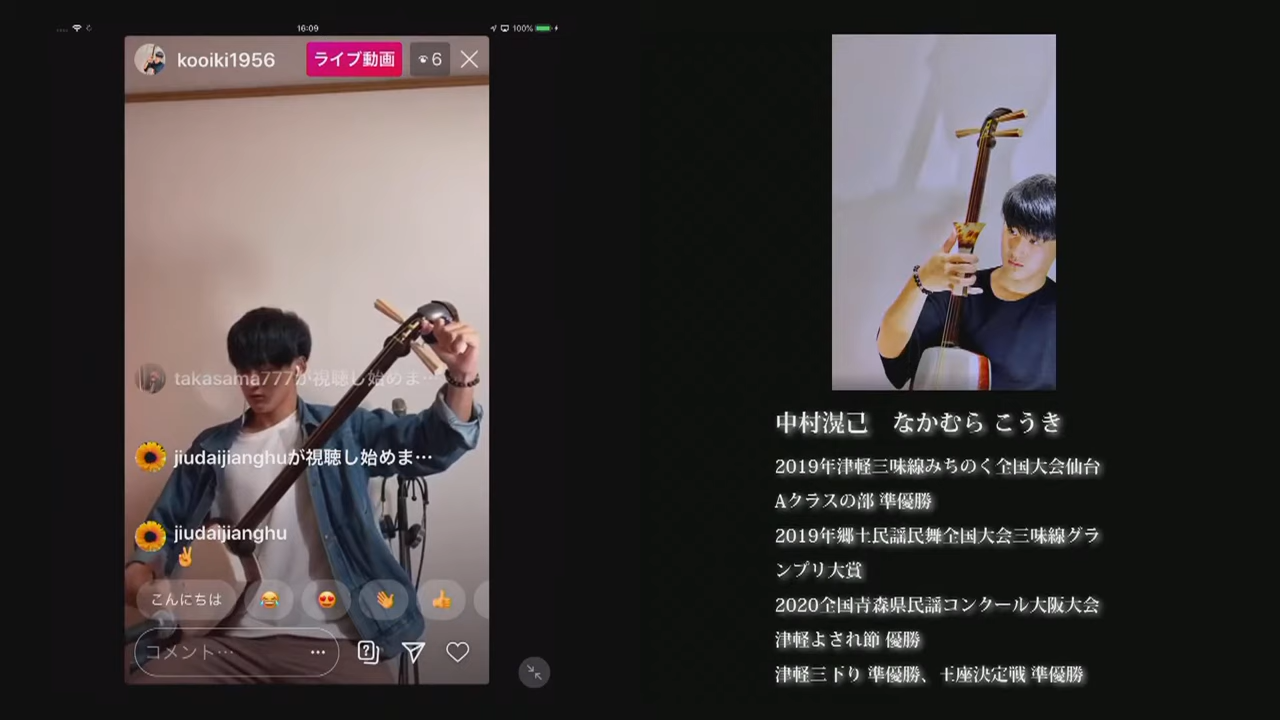 16:09
100%
kooiki1956
ライブ動画
6
takasama777が視聴し始めま…
jiudaijianghuが視聴し始めま…
jiudaijianghu
こんにちは
コメント…
中村滉己 なかむら こうき
2019年津軽三味線みちのく全国大会仙台
Aクラスの部 準優勝
2019年郷土民謡民舞全国大会三味線グラ
ンプリ大賞
2020全国青森県民謡コンクール大阪大会
津軽よされ節 優勝
津軽三下り 準優勝、王座決定戦 準優勝